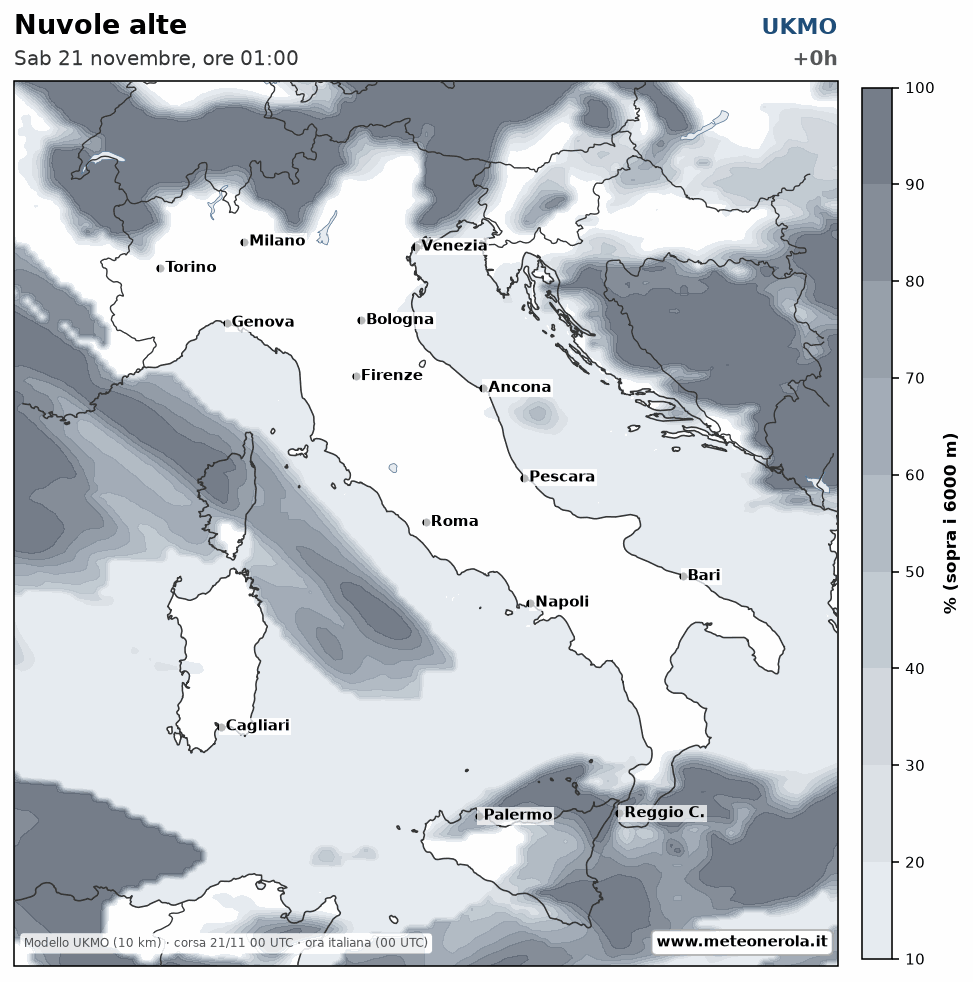 Nuvole alte
UKMO
Sab 21 novembre, ore 01:00
+0h
100
90
80
70
60
50
40
30
20
10
% (sopra i 6000 m)
Milano
Venezia
Torino
Genova
Bologna
Firenze
Ancona
Pescara
Roma
Bari
Napoli
Cagliari
Palermo
Reggio C.
Modello UKMO (10 km) · corsa 21/11 00 UTC · ora italiana (00 UTC)
www.meteonerola.it